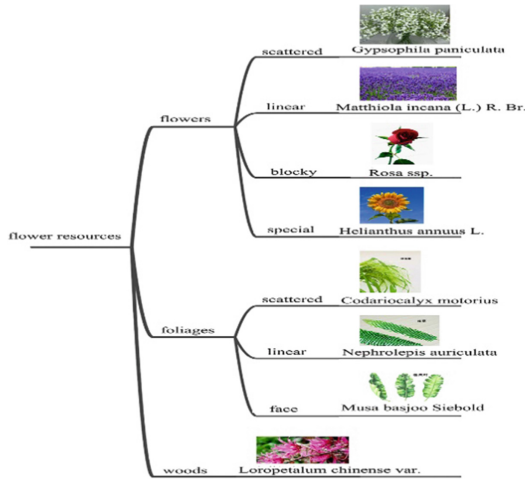 flower resources
flowers
scattered
Gypsophila paniculata
linear
Matthiola incana (L.) R. Br.
blocky
Rosa ssp.
special
Helianthus annuus L.
foliages
scattered
Codariocalyx motorius
linear
Nephrolepis auriculata
face
Musa basjoo Siebold
woods
Loropetalum chinense var.